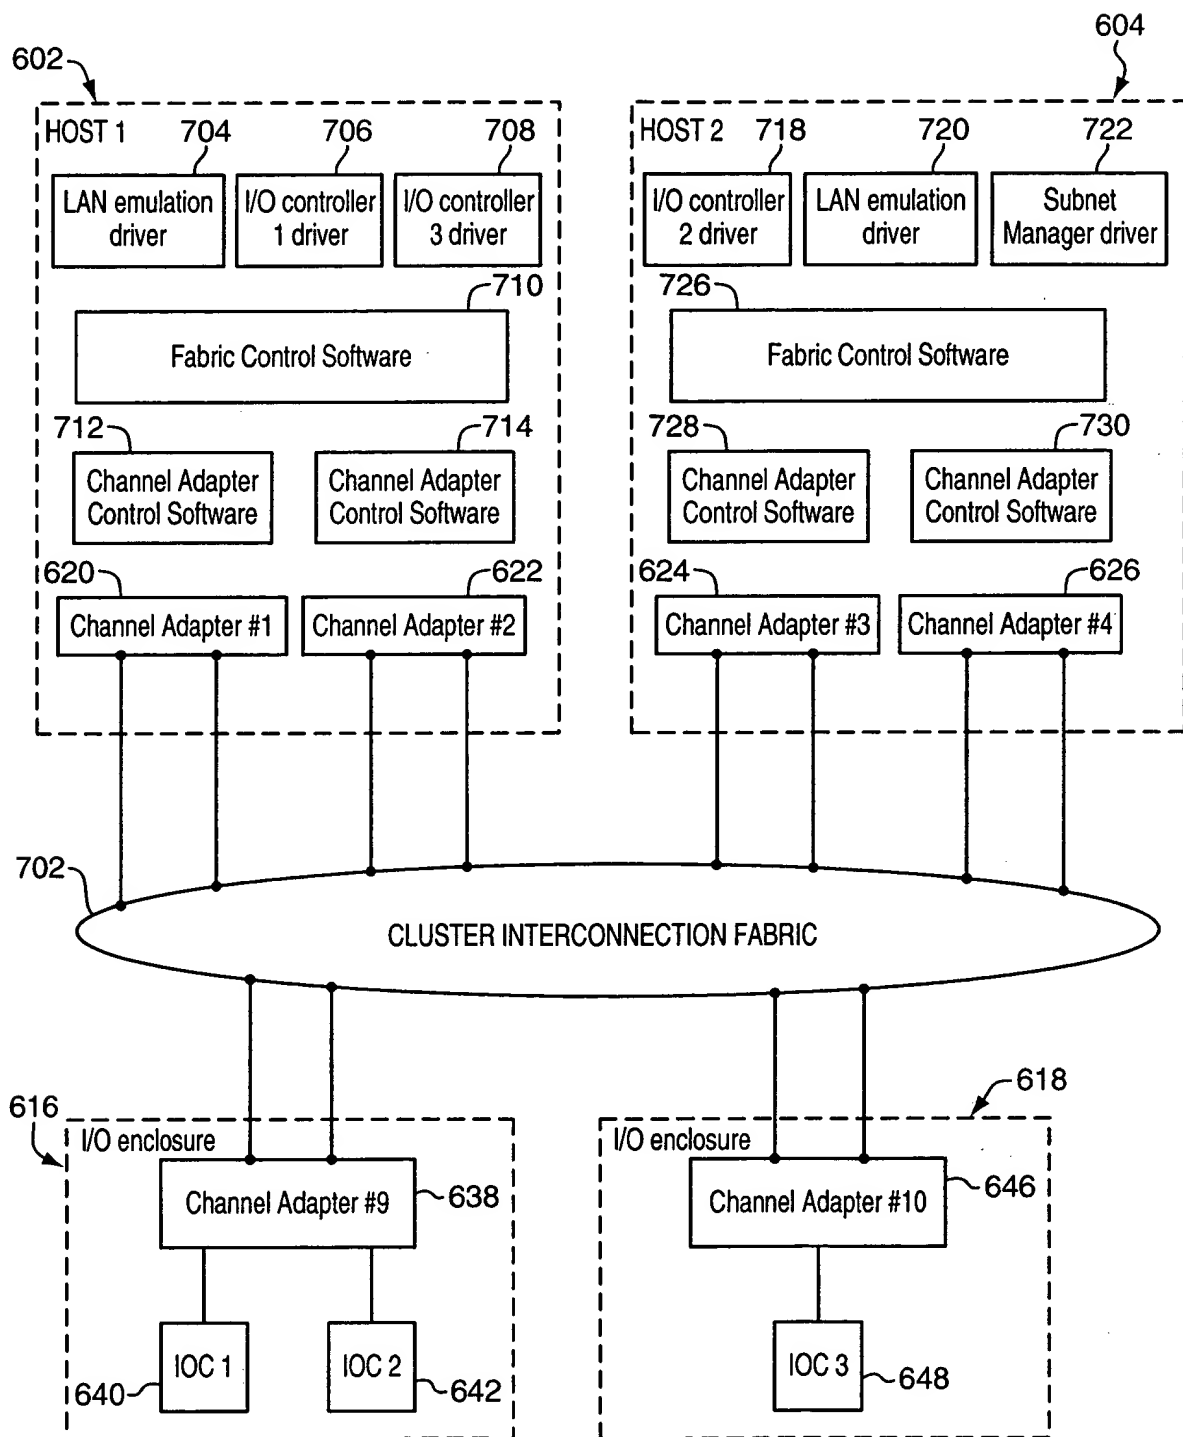 604
602
HOST 1
704
706
708
HOST 2
718
720
722
LAN emulation
driver
I/O controller
1 driver
I/O controller
3 driver
I/O controller
2 driver
LAN emulation
driver
Subnet
Manager driver
710
726
Fabric Control Software
Fabric Control Software
712
714
728
730
Channel Adapter
Control Software
Channel Adapter
Control Software
Channel Adapter
Control Software
Channel Adapter
Control Software
620
622
624
626
Channel Adapter #1
Channel Adapter #2
Channel Adapter #3
Channel Adapter #4
702
CLUSTER INTERCONNECTION FABRIC
616
618
I/O enclosure
I/O enclosure
Channel Adapter #9
638
Channel Adapter #10
646
IOC 1
IOC 2
IOC 3
640
642
648